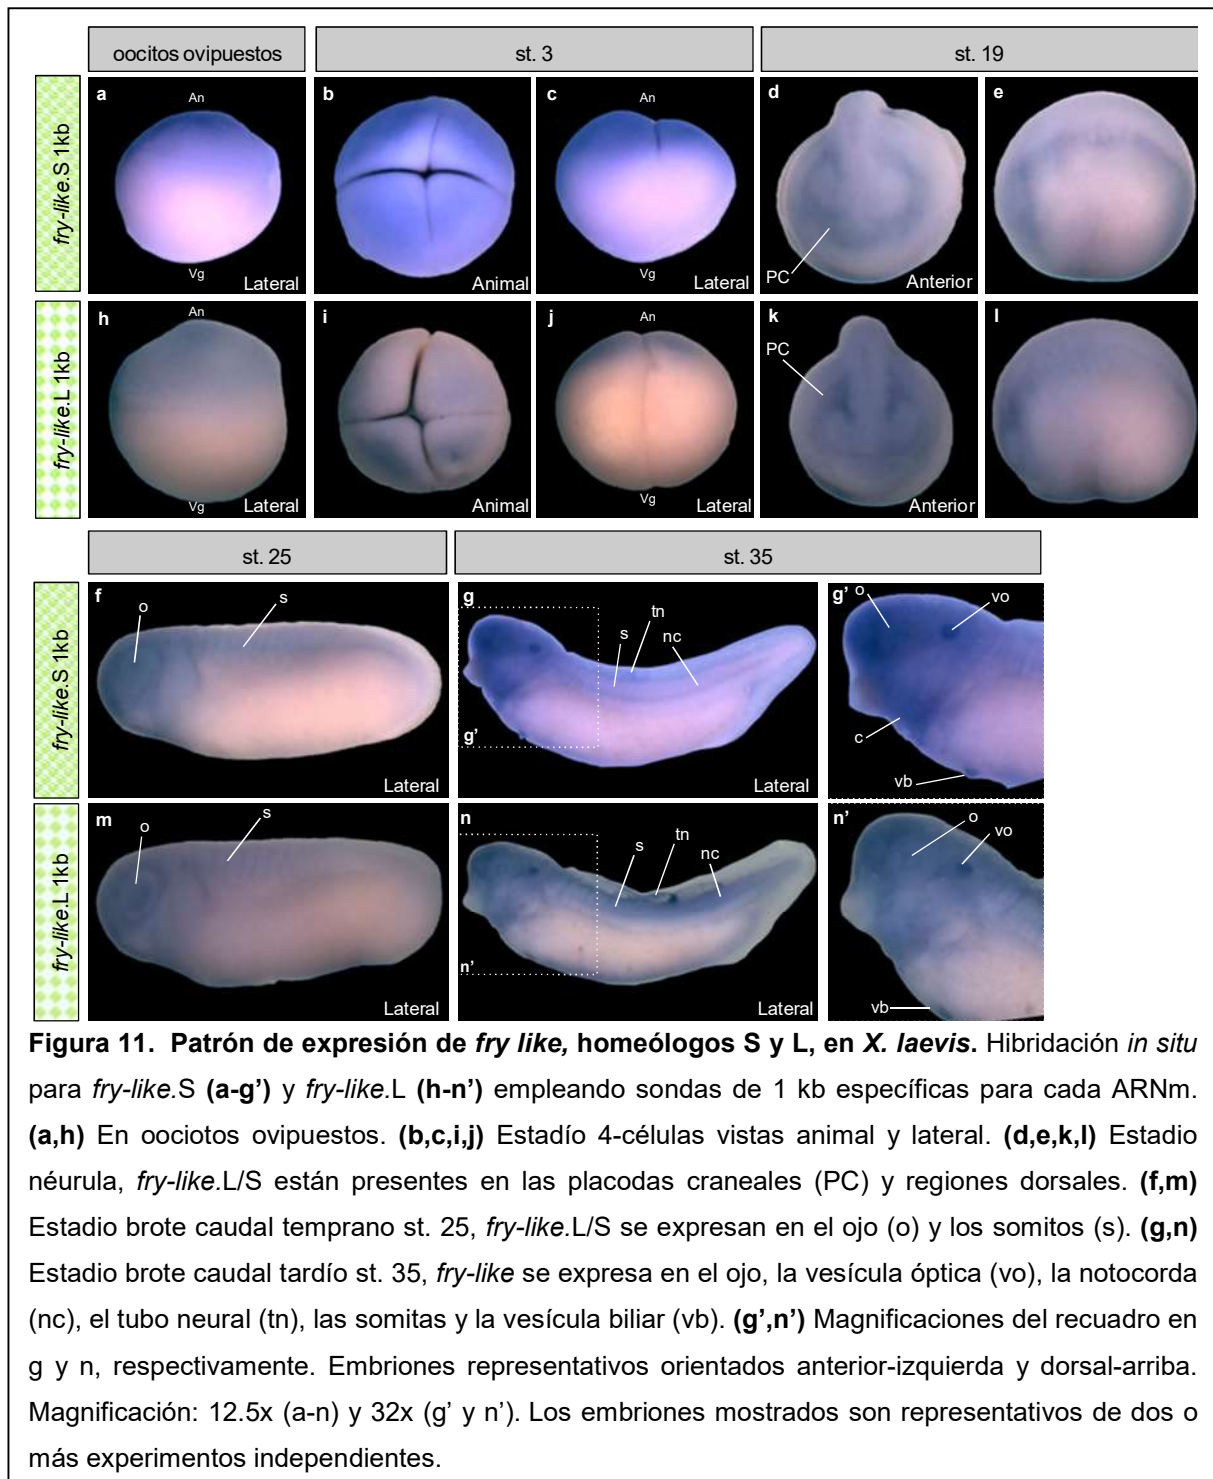 oocitos ovipuestos
st. 3
st. 19
fry-like.S 1kb
a
An
Vg
Lateral
b
Animal
c
An
Vg
Lateral
d
PC
Anterior
e
fry-like.L 1kb
h
An
Vg
Lateral
i
Animal
j
An
Vg
Lateral
k
PC
Anterior
l
st. 25
st. 35
fry-like.S 1kb
f
o
s
Lateral
g
s
tn
nc
g'
Lateral
g'
o
vo
c
vb
fry-like.L 1kb
m
o
s
Lateral
n
s
tn
nc
n'
Lateral
n'
o
vo
vb
Figura 11. Patrón de expresión de fry like, homeólogos S y L, en X. laevis. Hibridación in situ
para fry-like.S (a-g') y fry-like.L (h-n') empleando sondas de 1 kb específicas para cada ARNm.
(a,h) En oociotos ovipuestos. (b,c,i,j) Estadío 4-células vistas animal y lateral. (d,e,k,l) Estadio
néurula, fry-like.L/S están presentes en las placodas craneales (PC) y regiones dorsales. (f,m)
Estadio brote caudal temprano st. 25, fry-like.L/S se expresan en el ojo (o) y los somitos (s). (g,n)
Estadio brote caudal tardío st. 35, fry-like se expresa en el ojo, la vesícula óptica (vo), la notocorda
(nc), el tubo neural (tn), las somitas y la vesícula biliar (vb). (g',n') Magnificaciones del recuadro en
g y n, respectivamente. Embriones representativos orientados anterior-izquierda y dorsal-arriba.
Magnificación: 12.5x (a-n) y 32x (g' y n'). Los embriones mostrados son representativos de dos o
más experimentos independientes.